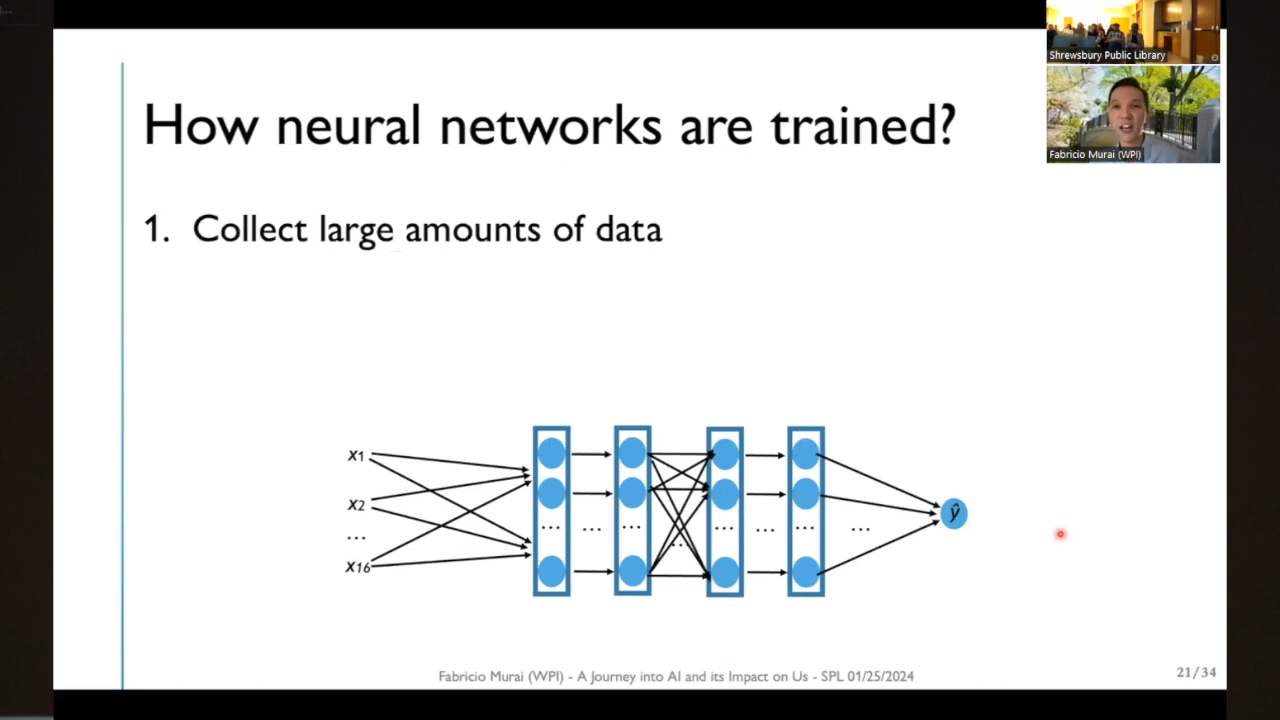 Shrewsbury Public Library
How neural networks are trained?
Fabricio Murai (WPI)
1. Collect large amounts of data
x1
x2
...
x16
... ... ... ... ... ... ... ...
ŷ
Fabricio Murai (WPI) - A Journey into AI and its Impact on Us - SPL 01/25/2024
21/34